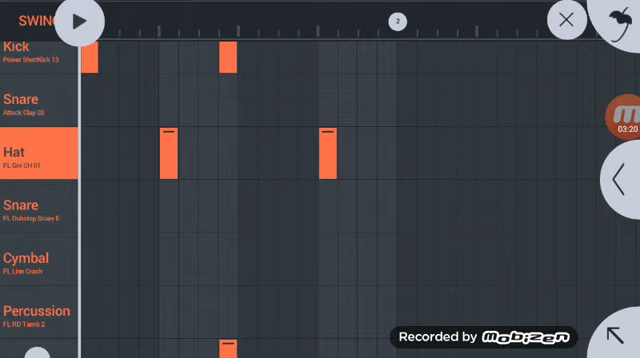 SWING
2
Kick
Power ShortKick 13
Snare
Attack Clap 03
Hat
FL Grv CH 01
03:20
Snare
FL Dubstep Snare E
Cymbal
FL Linn Crash
Percussion
FL RD Tamb 2
Recorded by MOBIZEN